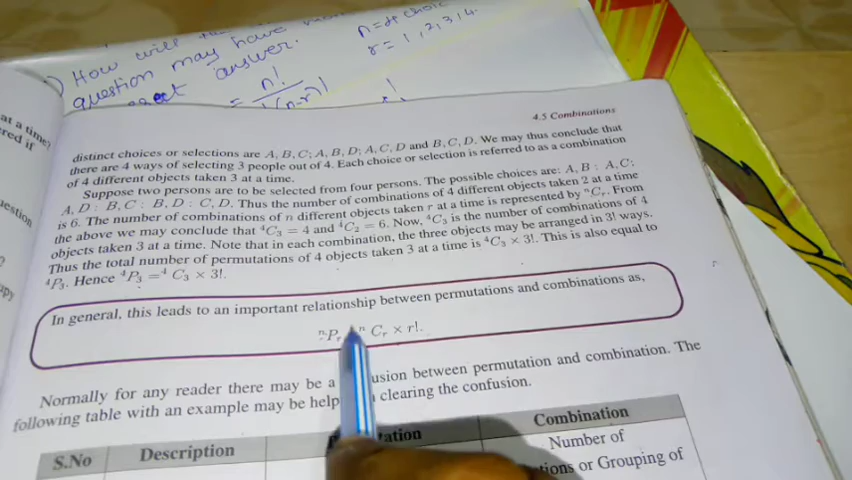 How will
question may have
answer.
n!
r = 1, 2, 3, 4.
at a time?
red if
uestion
?
4.5 Combinations
distinct choices or selections are A, B, C; A, B, D; A, C, D and B, C, D. We may thus conclude that
there are 4 ways of selecting 3 people out of 4. Each choice or selection is referred to as a combination
of 4 different objects taken 3 at a time.
Suppose two persons are to be selected from four persons. The possible choices are: A, B : A, C;
A, D : B, C : B, D : C, D. Thus the number of combinations of 4 different objects taken 2 at a time
is 6. The number of combinations of n different objects taken r at a time is represented by ⁿCᵣ. From
the above we may conclude that ⁴C₃ = 4 and ⁴C₂ = 6. Now, ⁴C₃ is the number of combinations of 4
objects taken 3 at a time. Note that in each combination, the three objects may be arranged in 3! ways.
Thus the total number of permutations of 4 objects taken 3 at a time is ⁴C₃ × 3!. This is also equal to
⁴P₃. Hence ⁴P₃ =⁴ C₃ × 3!.
In general, this leads to an important relationship between permutations and combinations as,
ⁿPᵣ ⁿ Cᵣ × r!.
Normally for any reader there may be a usion between permutation and combination. The
following table with an example may be help clearing the confusion.
S.No Description tation Combination
Number of
tions or Grouping of